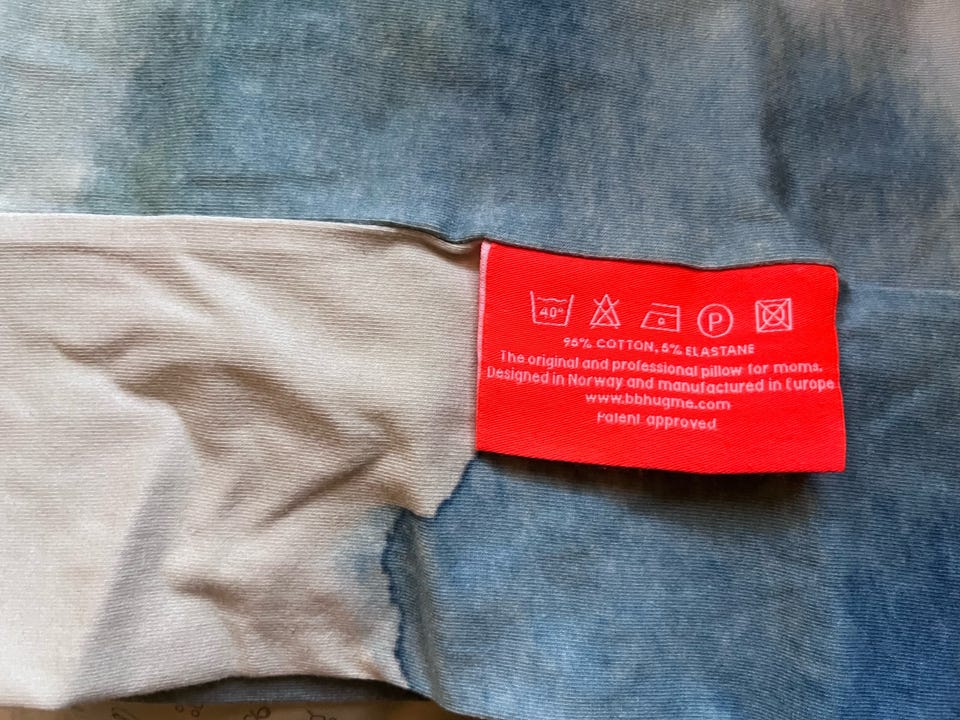 40°
P
95% COTTON, 5% ELASTANE
The original and professional pillow for moms.
Designed in Norway and manufactured in Europe
www.bbhugme.com
Patent approved